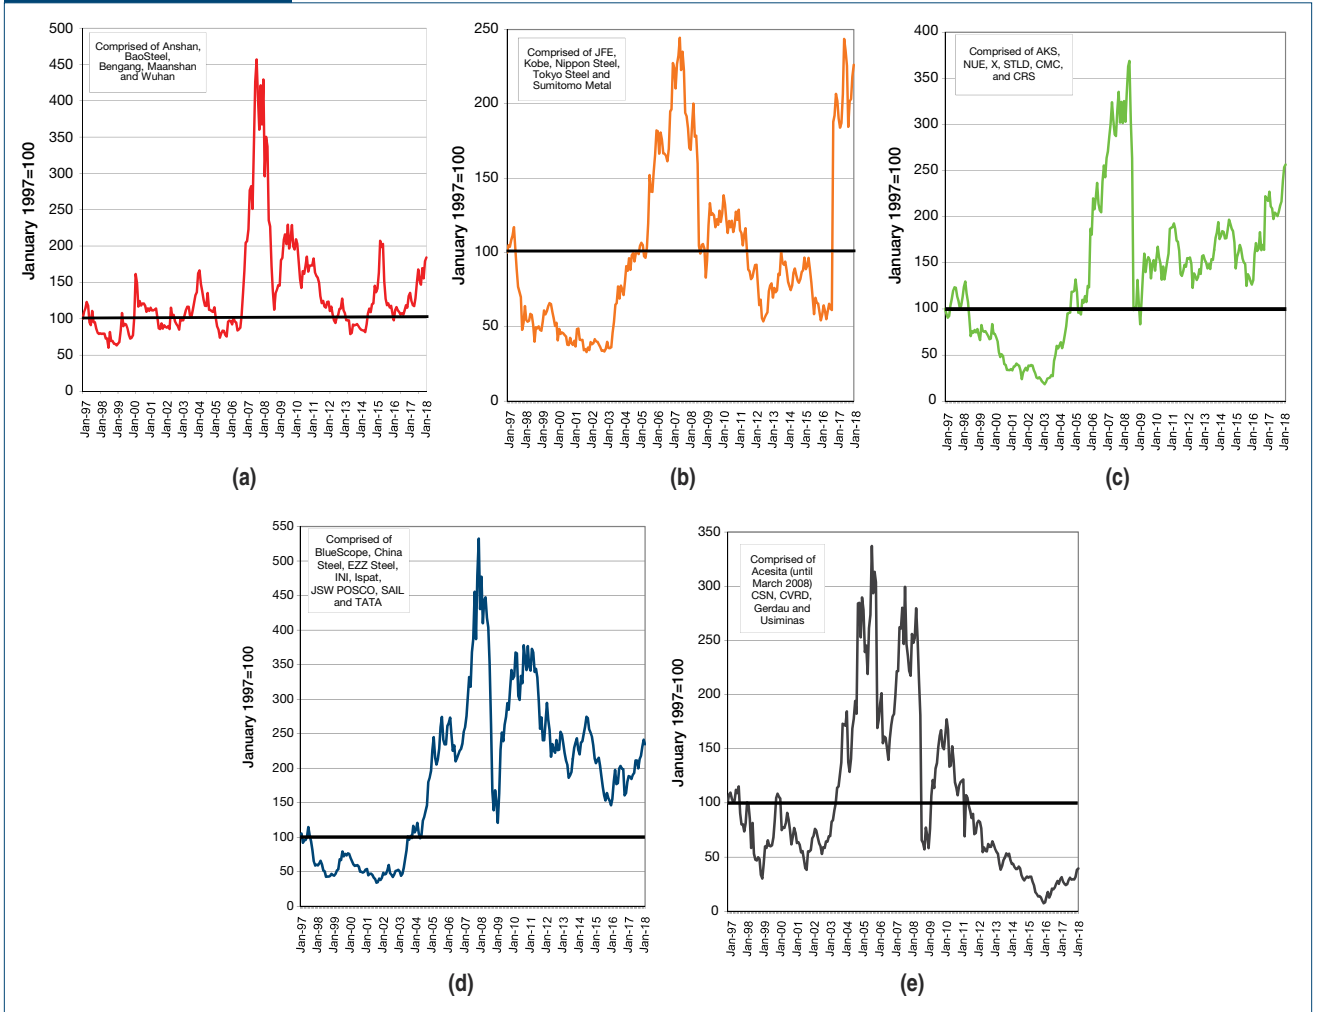 Comprised of Anshan,
BaoSteel,
Bengang, Maanshan
and Wuhan
January 1997=100
500
450
400
350
300
250
200
150
100
50
0
Jan-97
Jan-98
Jan-99
Jan-00
Jan-01
Jan-02
Jan-03
Jan-04
Jan-05
Jan-06
Jan-07
Jan-08
Jan-09
Jan-10
Jan-11
Jan-12
Jan-13
Jan-14
Jan-15
Jan-16
Jan-17
Jan-18
(a)
Comprised of JFE,
Kobe, Nippon Steel,
Tokyo Steel and
Sumitomo Metal
January 1997=100
250
200
150
100
50
0
Jan-97
Jan-98
Jan-99
Jan-00
Jan-01
Jan-02
Jan-03
Jan-04
Jan-05
Jan-06
Jan-07
Jan-08
Jan-09
Jan-10
Jan-11
Jan-12
Jan-13
Jan-14
Jan-15
Jan-16
Jan-17
Jan-18
(b)
Comprised of AKS,
NUE, X, STLD, CMC,
and CRS
January 1997=100
400
350
300
250
200
150
100
50
0
Jan-97
Jan-98
Jan-99
Jan-00
Jan-01
Jan-02
Jan-03
Jan-04
Jan-05
Jan-06
Jan-07
Jan-08
Jan-09
Jan-10
Jan-11
Jan-12
Jan-13
Jan-14
Jan-15
Jan-16
Jan-17
Jan-18
(c)
Comprised of
BlueScope, China
Steel, EZZ Steel,
INI, Ispat,
JSW POSCO, SAIL
and TATA
January 1997=100
550
500
450
400
350
300
250
200
150
100
50
0
Jan-97
Jan-98
Jan-99
Jan-00
Jan-01
Jan-02
Jan-03
Jan-04
Jan-05
Jan-06
Jan-07
Jan-08
Jan-09
Jan-10
Jan-11
Jan-12
Jan-13
Jan-14
Jan-15
Jan-16
Jan-17
Jan-18
(d)
Comprised of
Acesita (until
March 2008)
CSN, CVRD,
Gerdau and
Usiminas
January 1997=100
350
300
250
200
150
100
50
0
Jan-97
Jan-98
Jan-99
Jan-00
Jan-01
Jan-02
Jan-03
Jan-04
Jan-05
Jan-06
Jan-07
Jan-08
Jan-09
Jan-10
Jan-11
Jan-12
Jan-13
Jan-14
Jan-15
Jan-16
Jan-17
Jan-18
(e)